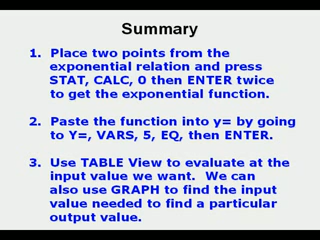 Summary
1. Place two points from the
exponential relation and press
STAT, CALC, 0 then ENTER twice
to get the exponential function.
2. Paste the function into y= by going
to Y=, VARS, 5, EQ, then ENTER.
3. Use TABLE View to evaluate at the
input value we want. We can
also use GRAPH to find the input
value needed to find a particular
output value.